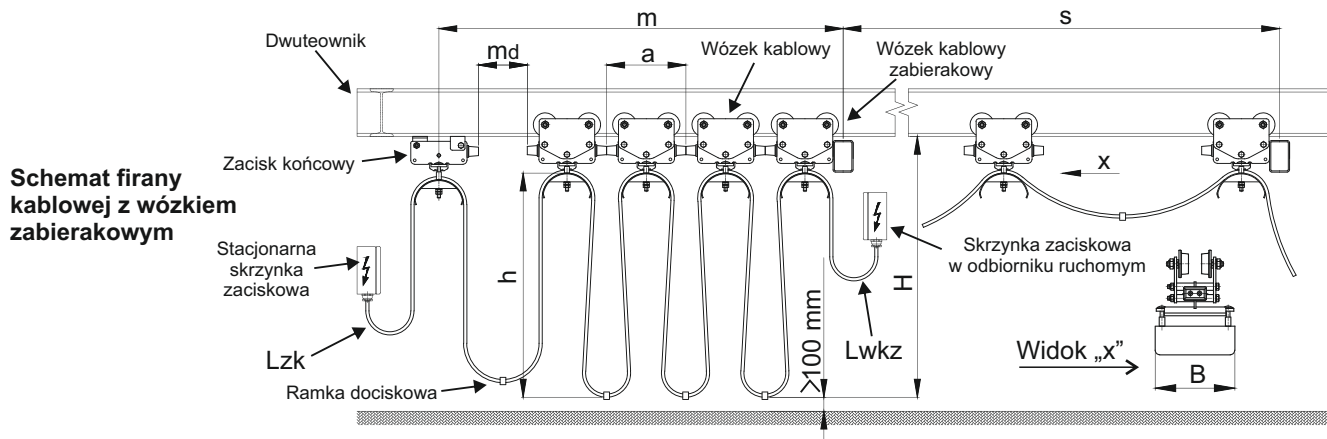 m
s
Dwuteownik
md
a
Wózek kablowy
Wózek kablowy
zabierakowy
Zacisk końcowy
x
Schemat firany
kablowej z wózkiem
zabierakowym
Stacjonarna
skrzynka
zaciskowa
h
Skrzynka zaciskowa
w odbiorniku ruchomym
H
>100 mm
Lzk
Lwkz
Widok „x”
B
Ramka dociskowa